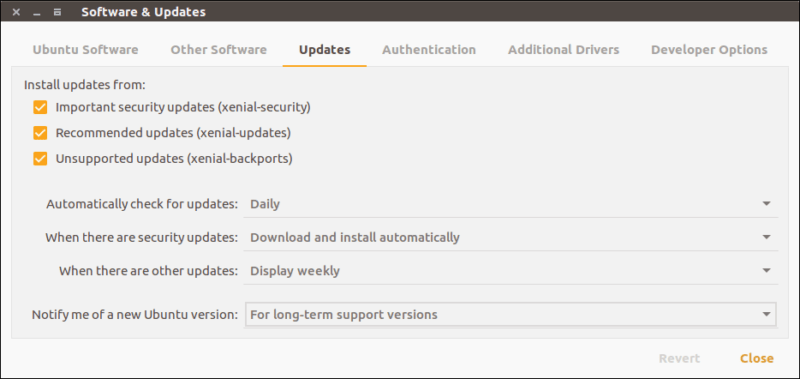 Software & Updates
Ubuntu Software Other Software Updates Authentication Additional Drivers Developer Options
Install updates from:
Important security updates (xenial-security)
Recommended updates (xenial-updates)
Unsupported updates (xenial-backports)
Automatically check for updates: Daily
When there are security updates: Download and install automatically
When there are other updates: Display weekly
Notify me of a new Ubuntu version: For long-term support versions
Revert Close